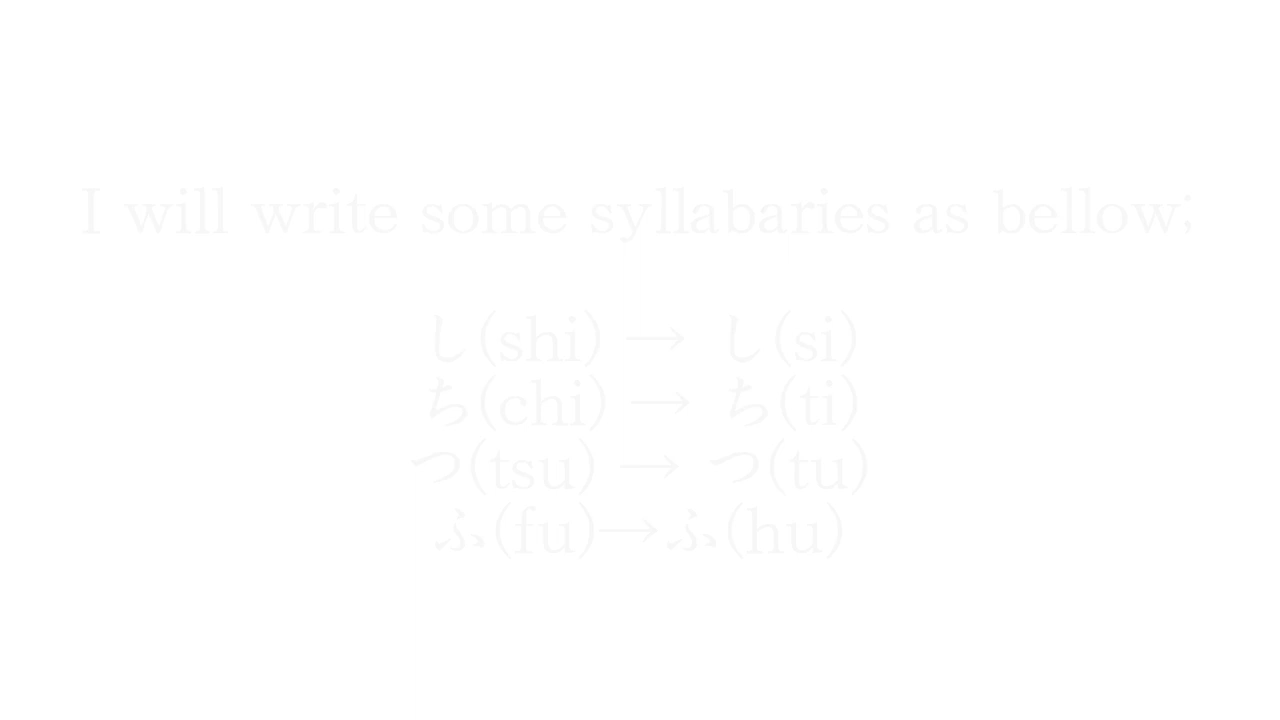 I will write some syllabaries as bellow;
し(shi) → し(si)
ち(chi) → ち(ti)
つ(tsu) → つ(tu)
ふ(fu)→ふ(hu)